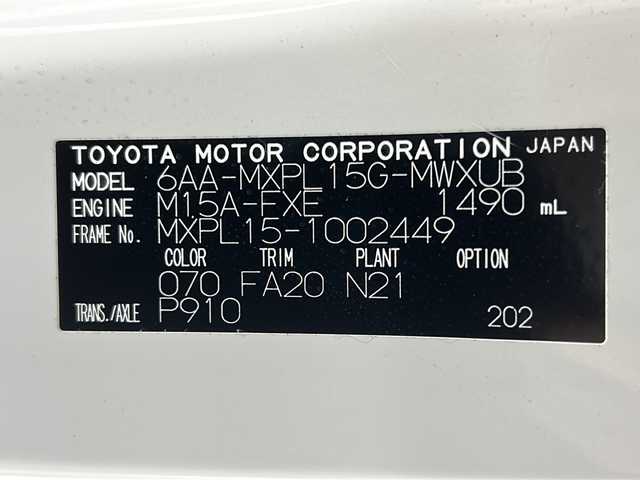 TOYOTA MOTOR CORPORATION JAPAN
MODEL 6AA-MXPL15G-MWXUB
ENGINE M15A-FXE 1490 mL
FRAME No. MXPL15-1002449
COLOR TRIM PLANT OPTION
070 FA20 N21
TRANS./AXLE P910 202